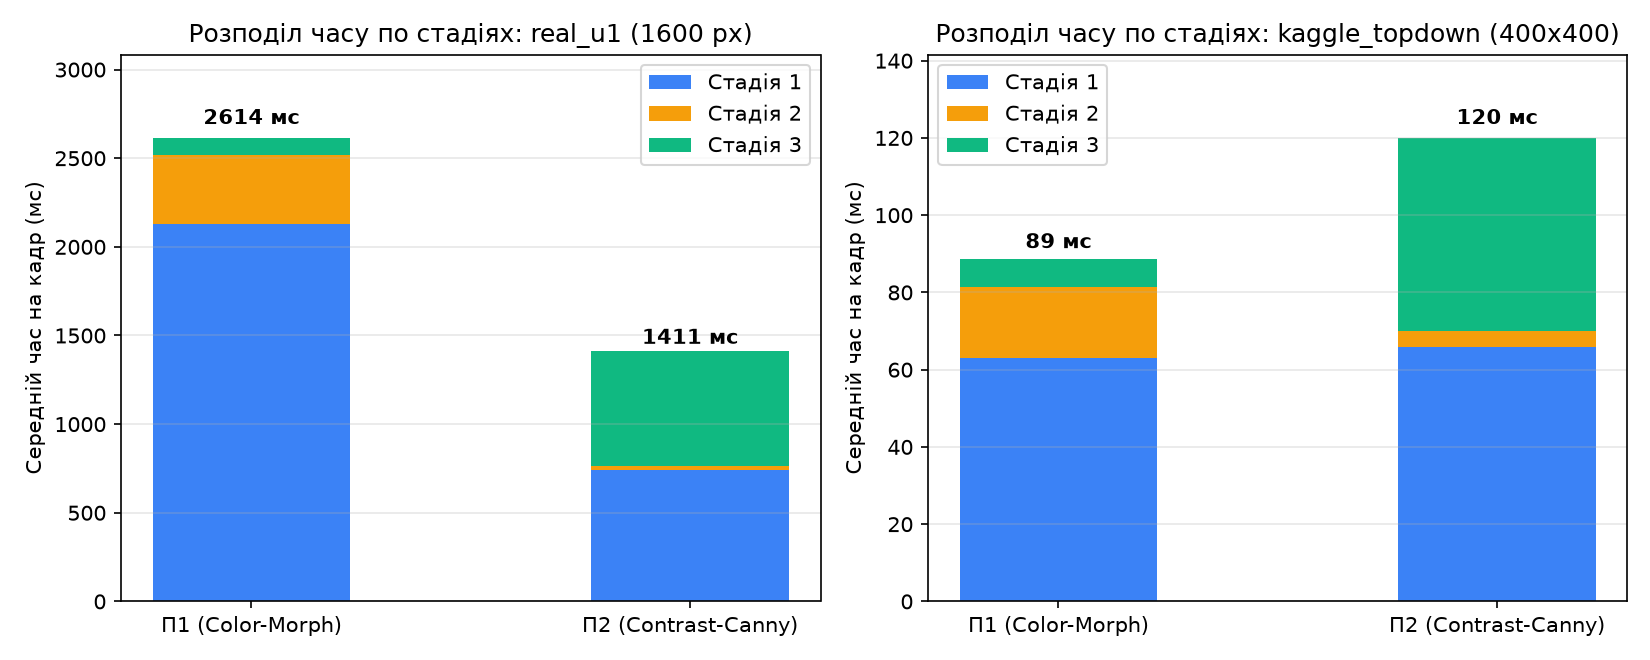 Розподіл часу по стадіях: real_u1 (1600 px)
Середній час на кадр (мс)
3000
2500
2000
1500
1000
500
0
2614 мс
1411 мс
Стадія 1
Стадія 2
Стадія 3
П1 (Color-Morph)
П2 (Contrast-Canny)
Розподіл часу по стадіях: kaggle_topdown (400x400)
Середній час на кадр (мс)
140
120
100
80
60
40
20
0
Стадія 1
Стадія 2
Стадія 3
89 мс
120 мс
П1 (Color-Morph)
П2 (Contrast-Canny)